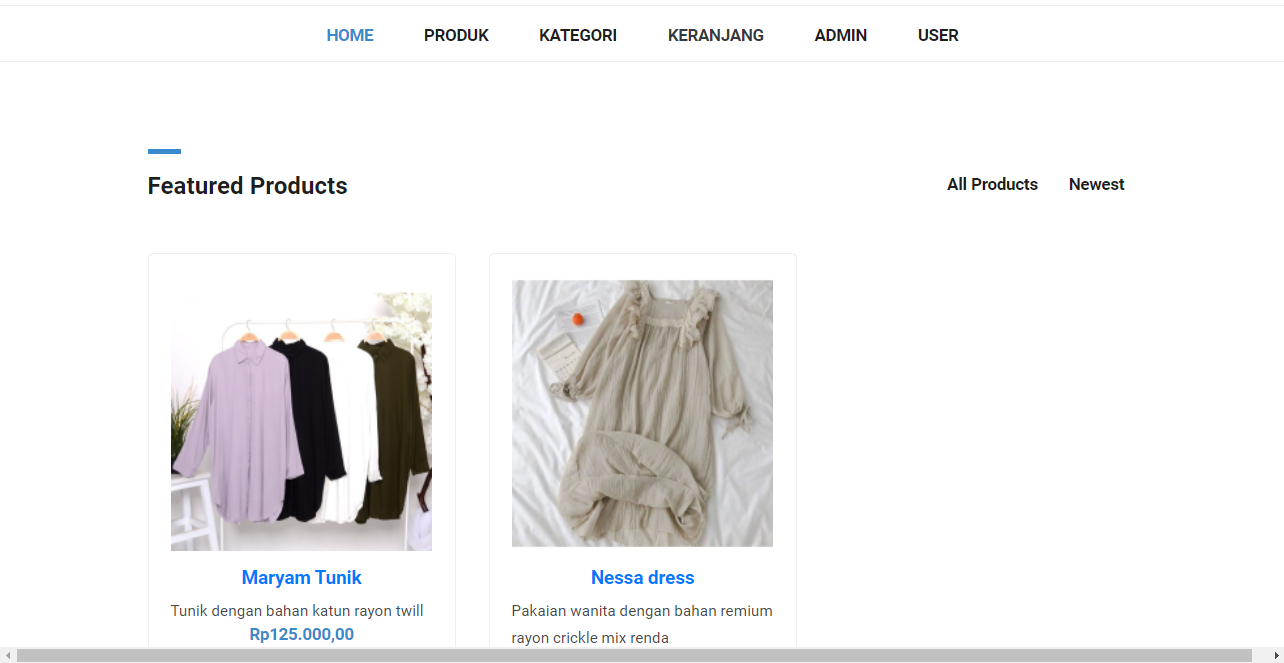 HOME PRODUK KATEGORI KERANJANG ADMIN USER
Featured Products
All Products Newest
Maryam Tunik
Tunik dengan bahan katun rayon twill
Rp125.000,00
Nessa dress
Pakaian wanita dengan bahan remium
rayon crickle mix renda